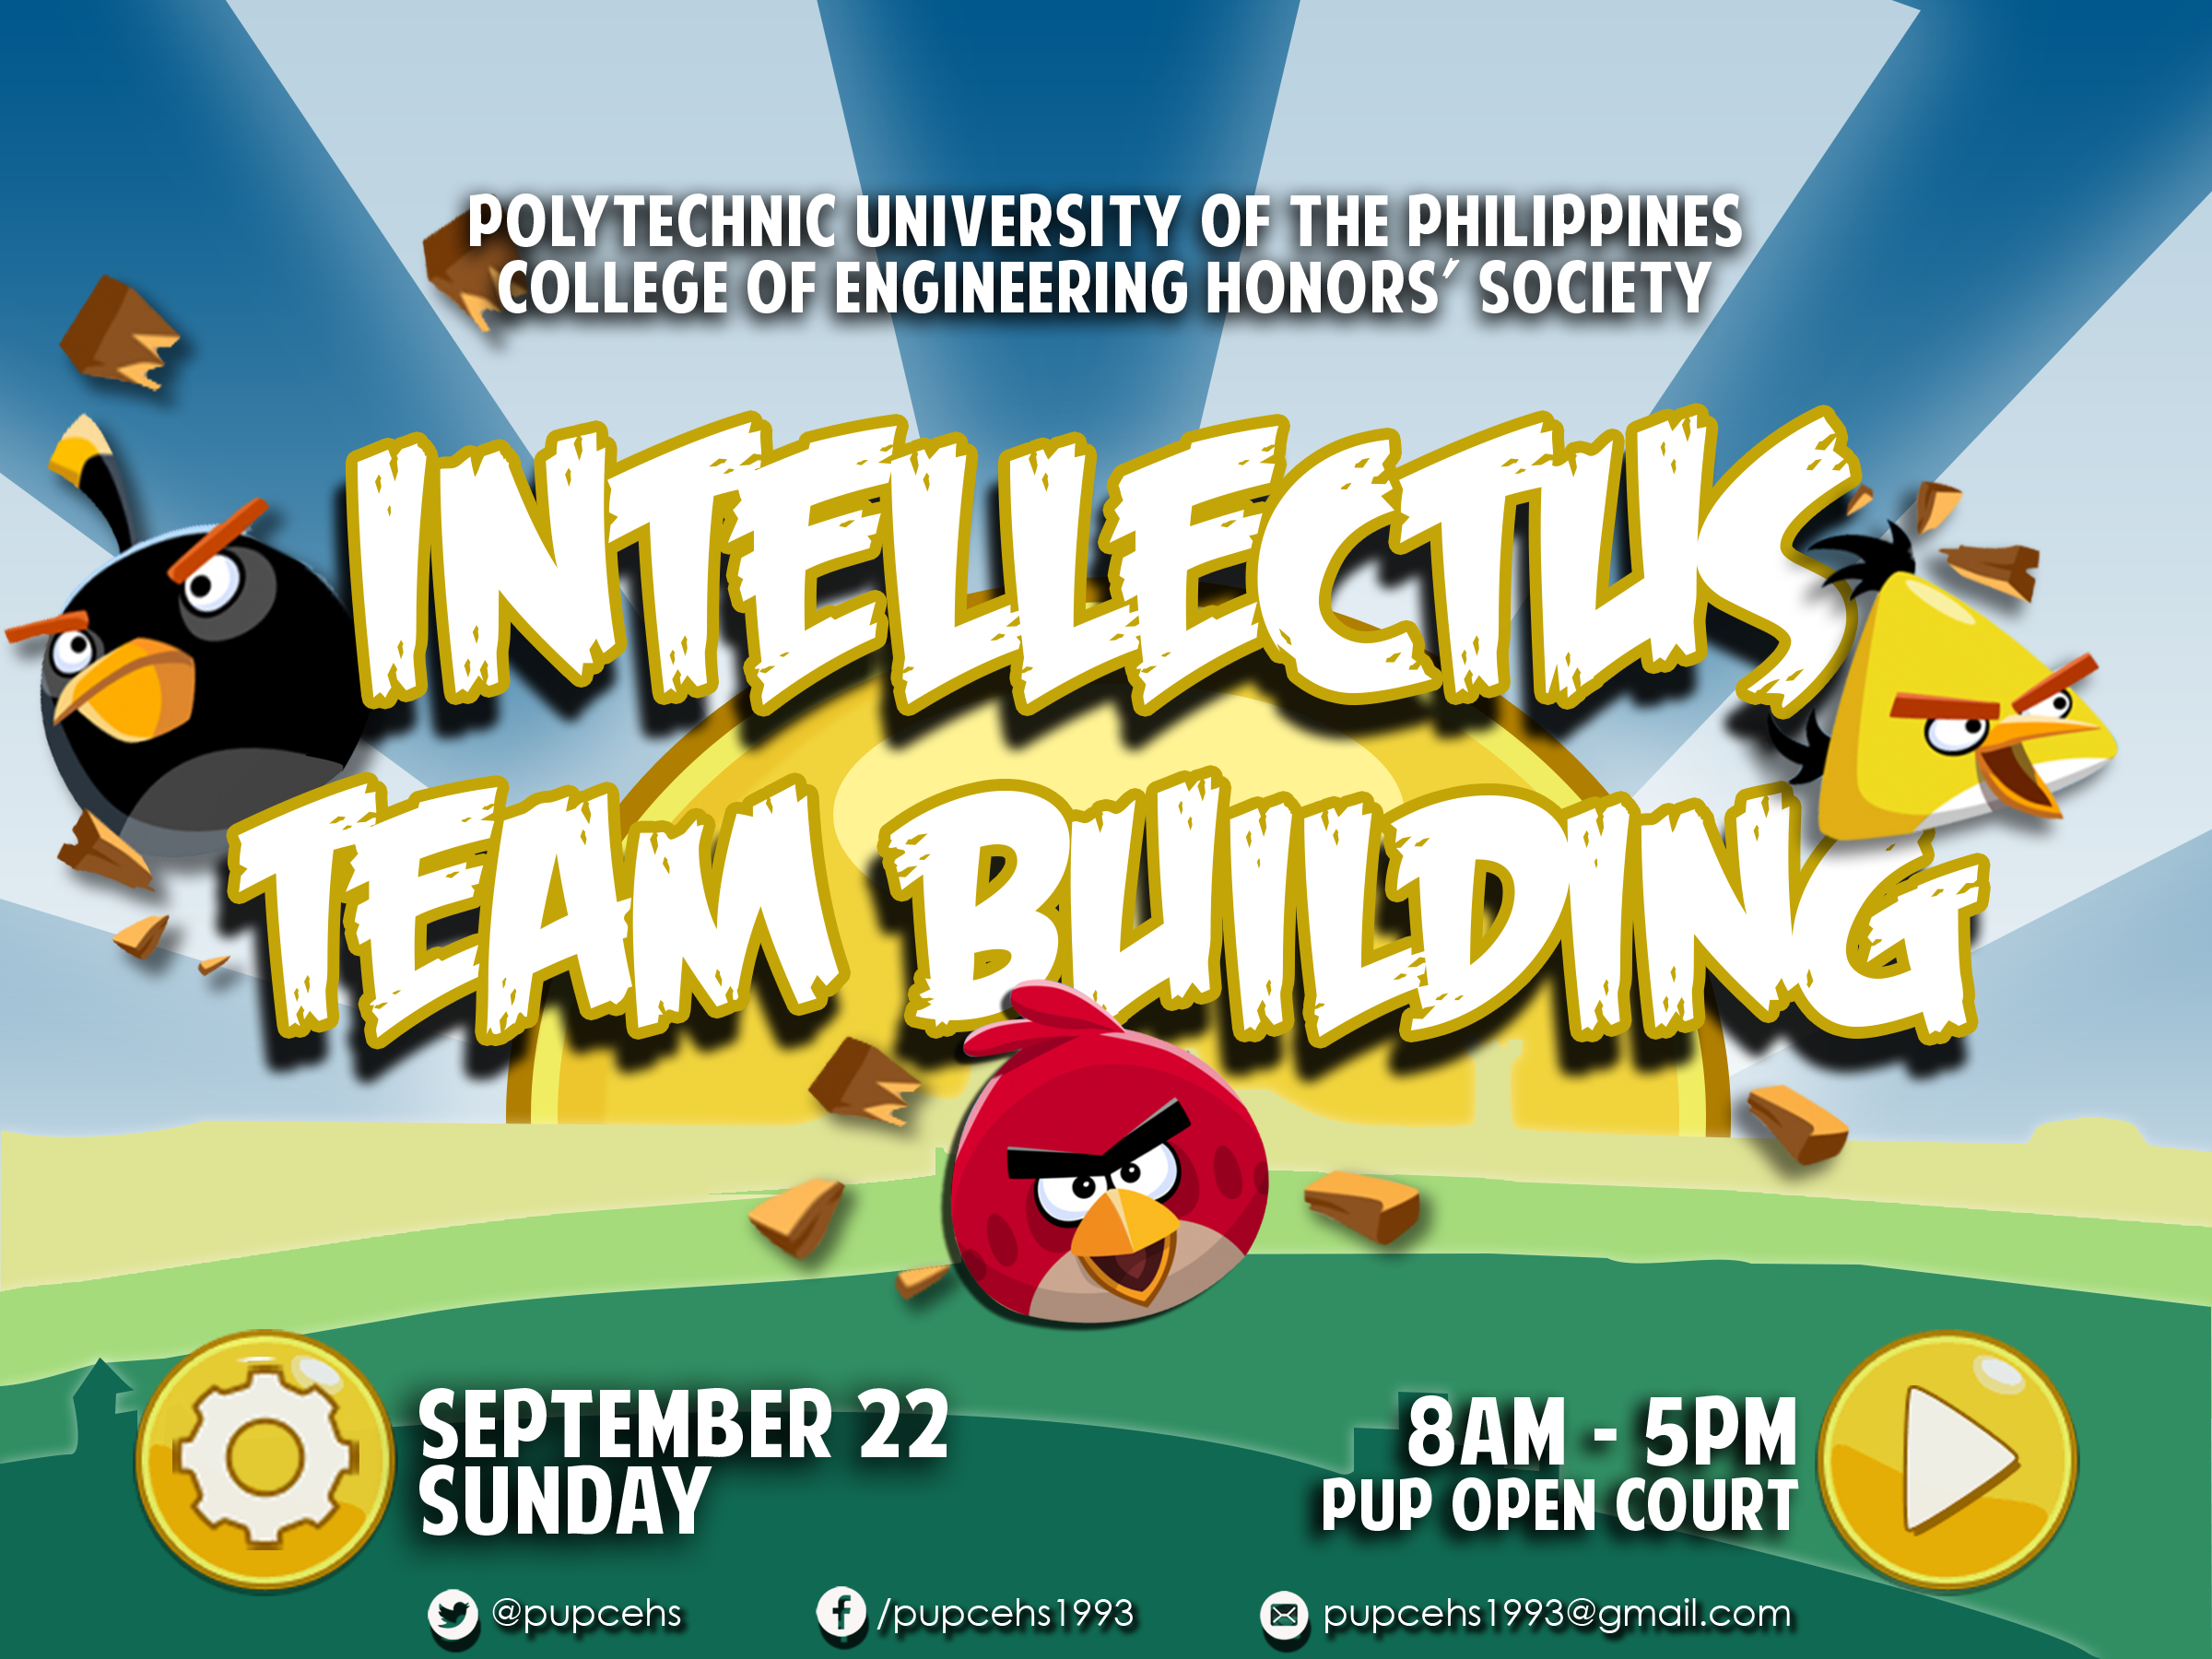 POLYTECHNIC UNIVERSITY OF THE PHILIPPINES
COLLEGE OF ENGINEERING HONORS' SOCIETY
INTELLECTUS
TEAM BUILDING
SEPTEMBER 22
SUNDAY
8AM - 5PM
PUP OPEN COURT
@pupcehs
/pupcehs1993
pupcehs1993@gmail.com